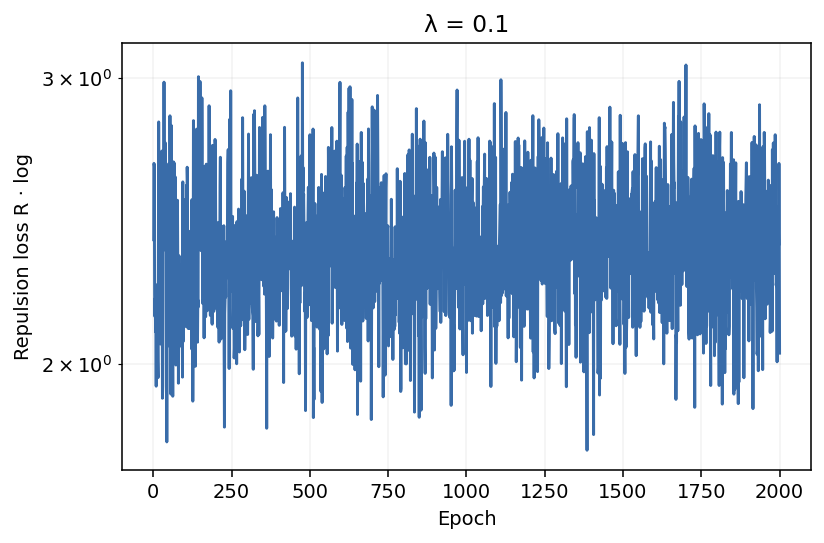 λ = 0.1
Repulsion loss R · log
3 × 10⁰
2 × 10⁰
0 250 500 750 1000 1250 1500 1750 2000
Epoch